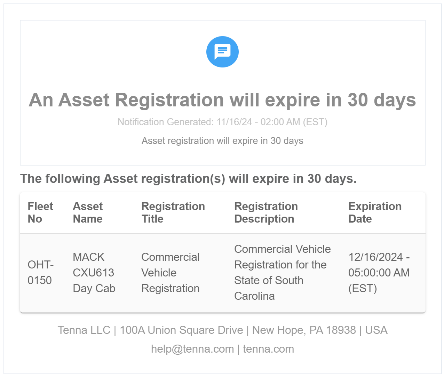 An Asset Registration will expire in 30 days
Notification Generated: 11/16/24 - 02:00 AM (EST)
Asset registration will expire in 30 days
The following Asset registration(s) will expire in 30 days.
Fleet No | Asset Name | Registration Title | Registration Description | Expiration Date
OHT-0150 | MACK CXU613 Day Cab | Commercial Vehicle Registration | Commercial Vehicle Registration for the State of South Carolina | 12/16/2024 - 05:00:00 AM (EST)
Tenna LLC | 100A Union Square Drive | New Hope, PA 18938 | USA
help@tenna.com | tenna.com